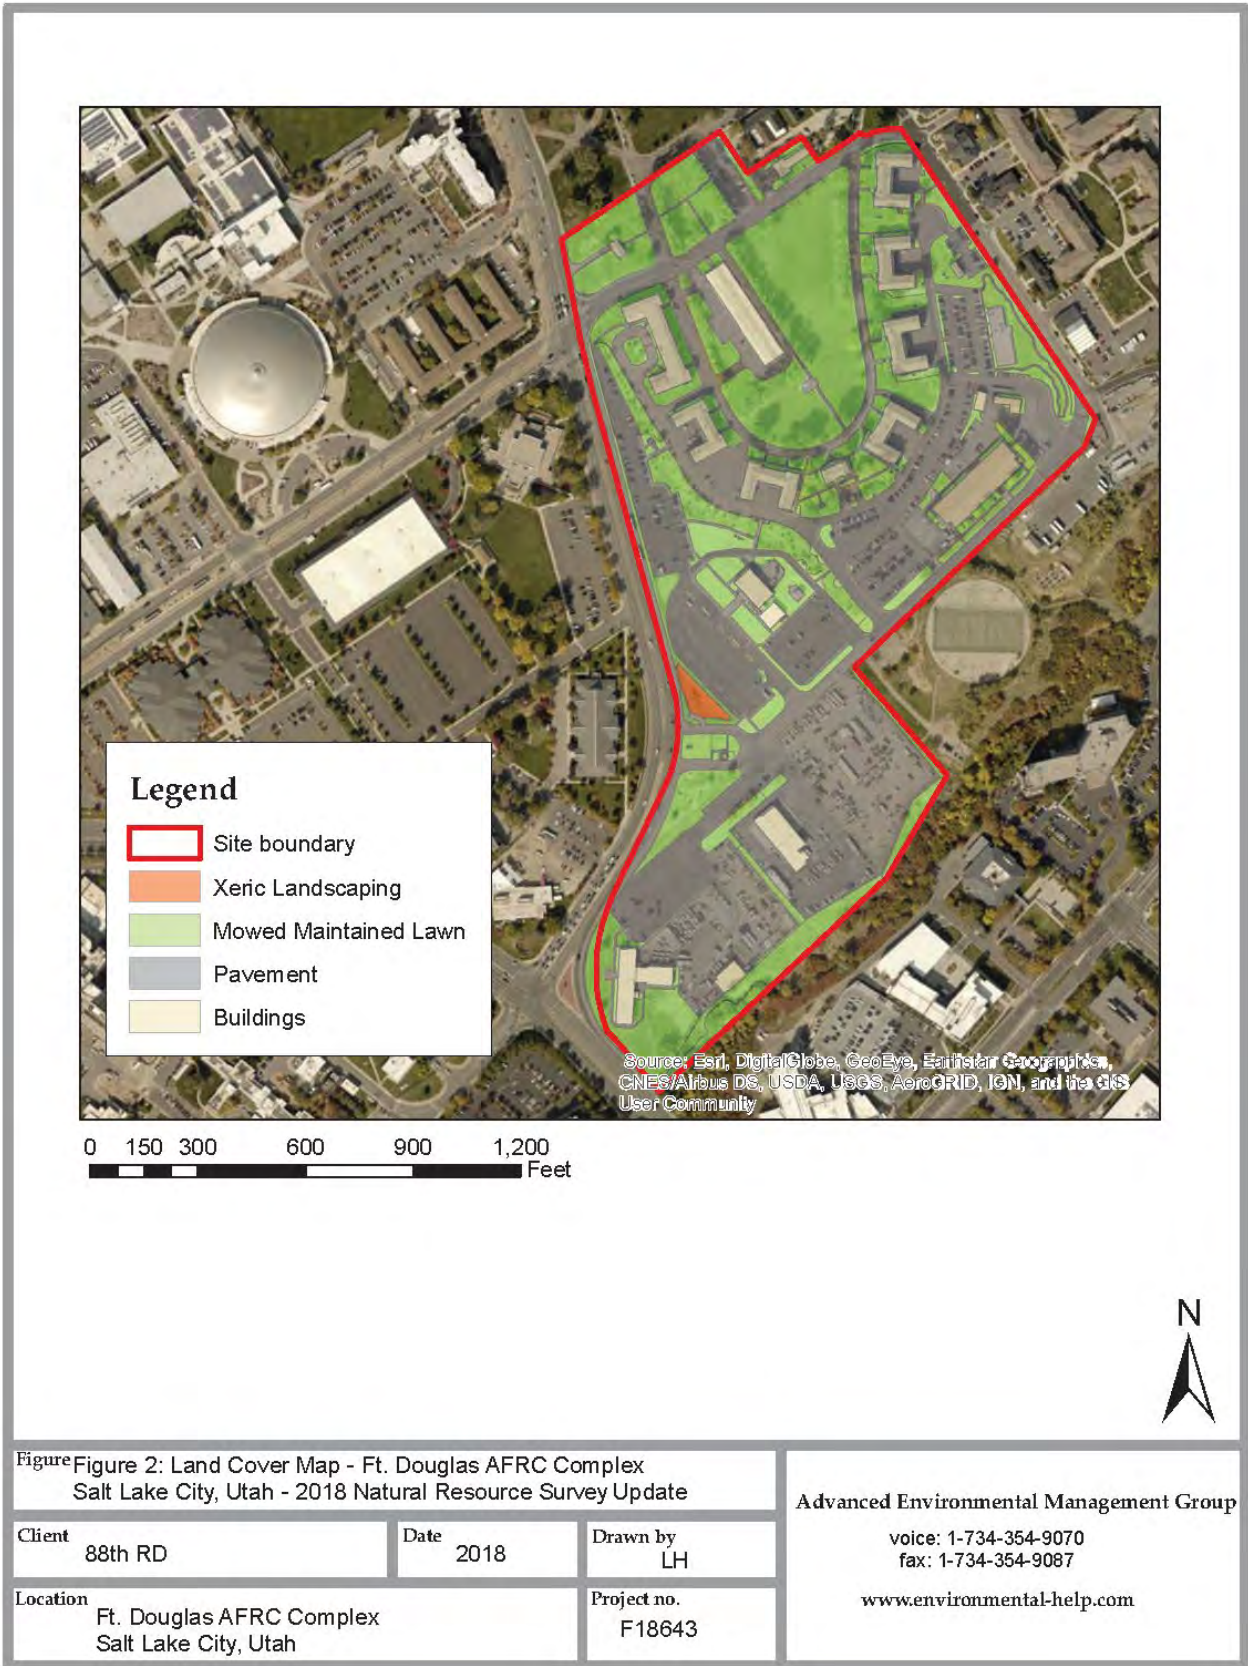 Legend
Site boundary
Xeric Landscaping
Mowed Maintained Lawn
Pavement
Buildings
Source: Esri, DigitalGlobe, GeoEye, Earthstar Geographics,
CNES/Airbus DS, USDA, USGS, AeroGRID, IGN, and the GIS
User Community
0 150 300 600 900 1,200
Feet
N
Figure Figure 2: Land Cover Map - Ft. Douglas AFRC Complex
Salt Lake City, Utah - 2018 Natural Resource Survey Update
Client
88th RD
Date
2018
Drawn by
LH
Location
Ft. Douglas AFRC Complex
Salt Lake City, Utah
Project no.
F18643
Advanced Environmental Management Group
voice: 1-734-354-9070
fax: 1-734-354-9087
www.environmental-help.com